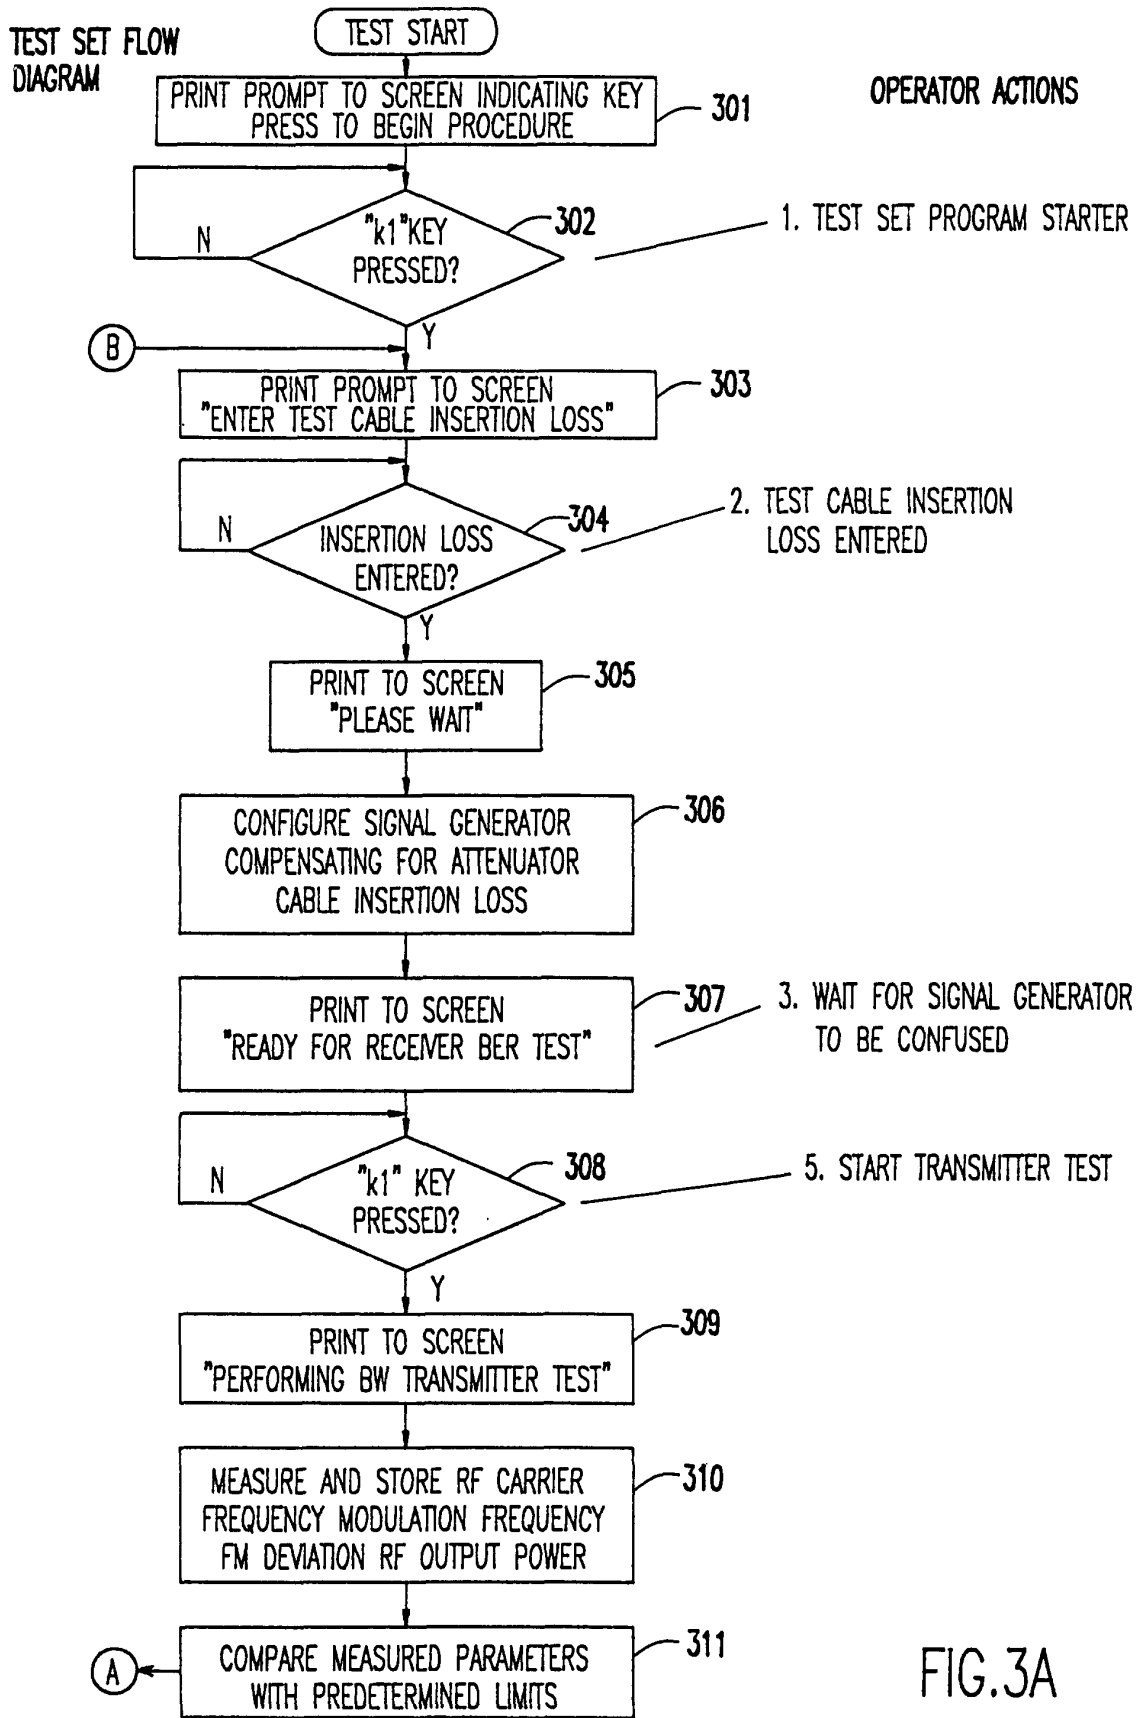 TEST SET FLOW
DIAGRAM
TEST START
OPERATOR ACTIONS
PRINT PROMPT TO SCREEN INDICATING KEY
PRESS TO BEGIN PROCEDURE
301
"k1"KEY
PRESSED?
302
N
Y
1. TEST SET PROGRAM STARTER
B
PRINT PROMPT TO SCREEN
"ENTER TEST CABLE INSERTION LOSS"
303
INSERTION LOSS
ENTERED?
304
N
Y
2. TEST CABLE INSERTION
LOSS ENTERED
PRINT TO SCREEN
"PLEASE WAIT"
305
CONFIGURE SIGNAL GENERATOR
COMPENSATING FOR ATTENUATOR
CABLE INSERTION LOSS
306
PRINT TO SCREEN
"READY FOR RECEIVER BER TEST"
307
3. WAIT FOR SIGNAL GENERATOR
TO BE CONFUSED
"k1" KEY
PRESSED?
308
N
Y
5. START TRANSMITTER TEST
PRINT TO SCREEN
"PERFORMING BW TRANSMITTER TEST"
309
MEASURE AND STORE RF CARRIER
FREQUENCY MODULATION FREQUENCY
FM DEVIATION RF OUTPUT POWER
310
COMPARE MEASURED PARAMETERS
WITH PREDETERMINED LIMITS
311
A
FIG.3A